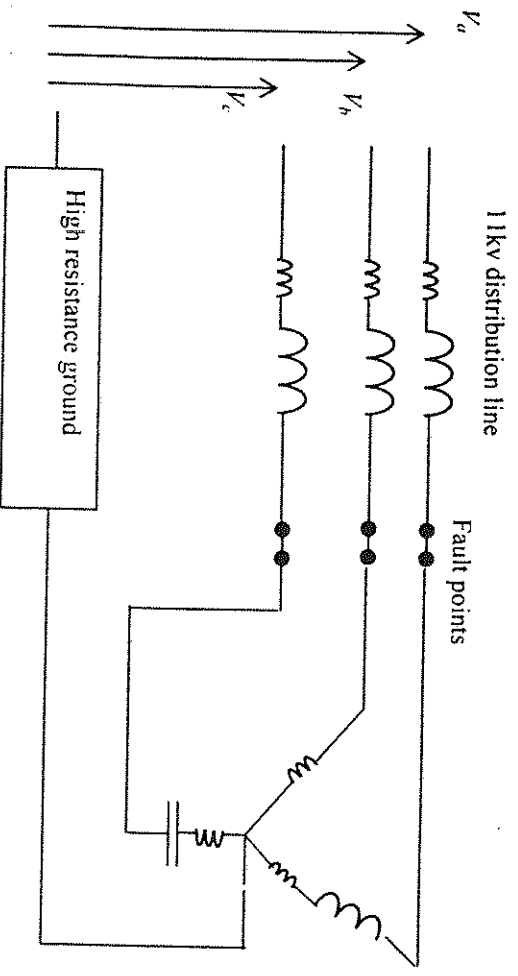 11kv distribution line
Fault points
Va
Vb
Vc
High resistance ground